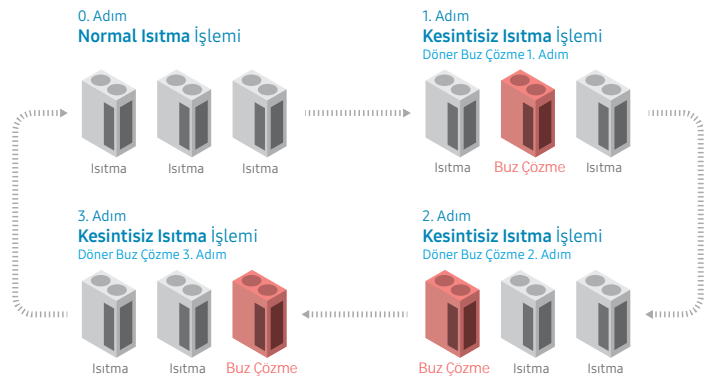 0. Adım
Normal Isıtma İşlemi
Isıtma Isıtma Isıtma
1. Adım
Kesintisiz Isıtma İşlemi
Döner Buz Çözme 1. Adım
Isıtma Buz Çözme Isıtma
3. Adım
Kesintisiz Isıtma İşlemi
Döner Buz Çözme 3. Adım
Isıtma Isıtma Buz Çözme
2. Adım
Kesintisiz Isıtma İşlemi
Döner Buz Çözme 2. Adım
Buz Çözme Isıtma Isıtma